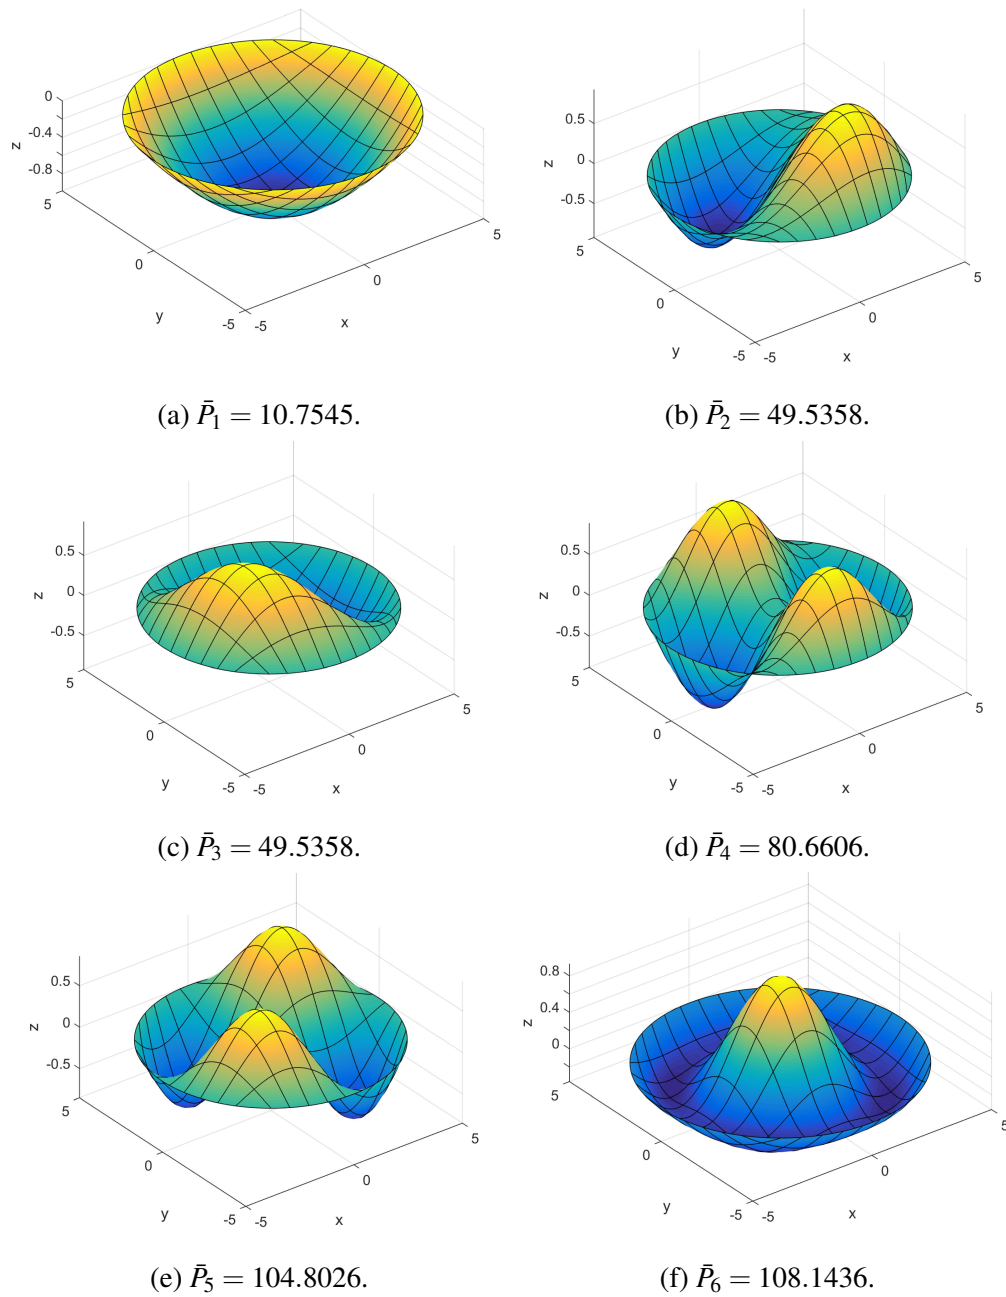 0
-0.4
-0.8
z
5
0
-5
y
-5
0
5
x
0.5
0
-0.5
z
5
0
-5
y
-5
0
5
x
(a) P̄₁ = 10.7545.
(b) P̄₂ = 49.5358.
0.5
0
-0.5
z
5
0
-5
y
-5
0
5
x
0.5
0
-0.5
z
5
0
-5
y
-5
0
5
x
(c) P̄₃ = 49.5358.
(d) P̄₄ = 80.6606.
0.5
0
-0.5
z
5
0
-5
y
-5
0
5
x
0.8
0.4
0
z
5
0
-5
y
-5
0
5
x
(e) P̄₅ = 104.8026.
(f) P̄₆ = 108.1436.